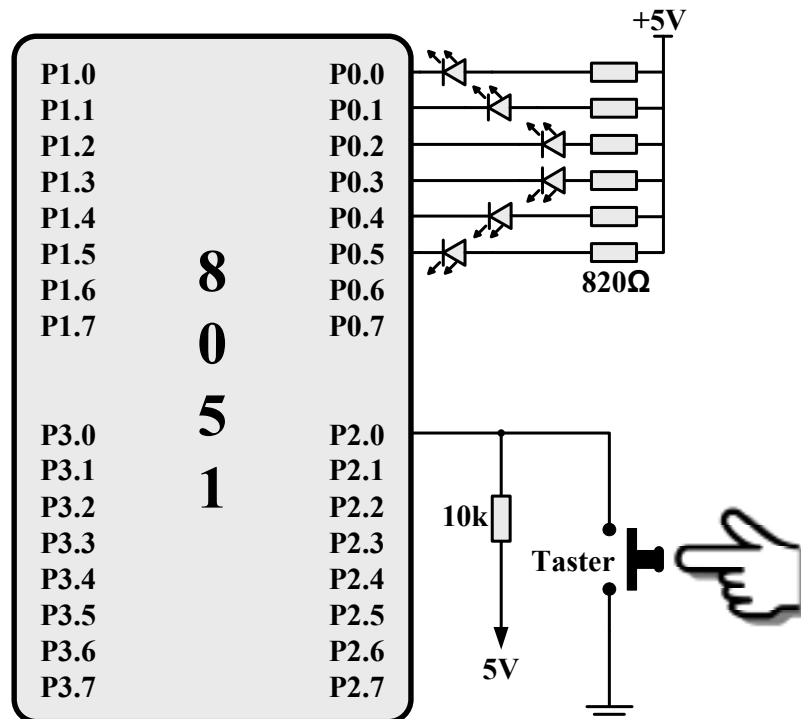 +5V
P1.0 P0.0
P1.1 P0.1
P1.2 P0.2
P1.3 P0.3
P1.4 P0.4
P1.5 P0.5
P1.6 P0.6
P1.7 P0.7
820Ω
8
0
5
1
P3.0 P2.0
P3.1 P2.1
P3.2 P2.2
P3.3 P2.3
P3.4 P2.4
P3.5 P2.5
P3.6 P2.6
P3.7 P2.7
10k
Taster
5V